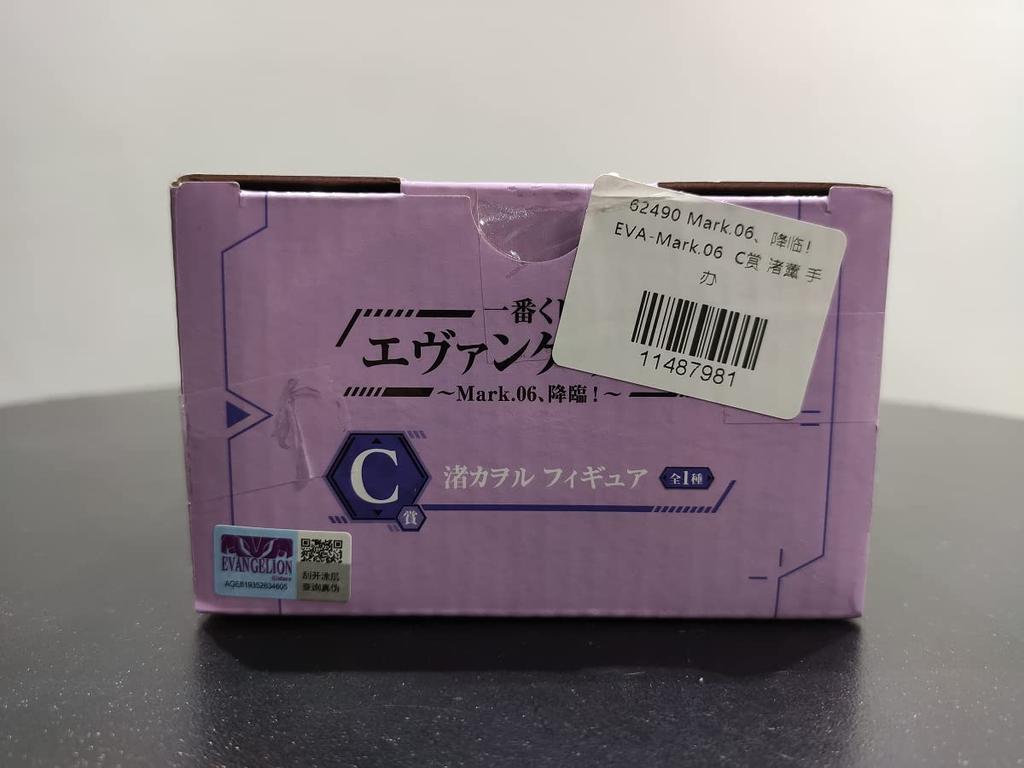 62490 Mark.06、降临!
EVA-Mark.06 C赏 渚薰 手
办
11487981
一番く
エヴァンゲ
～Mark.06、降臨！～
C
賞
渚カヲル フィギュア
全1種
EVANGELION
刮开涂层
查询真伪